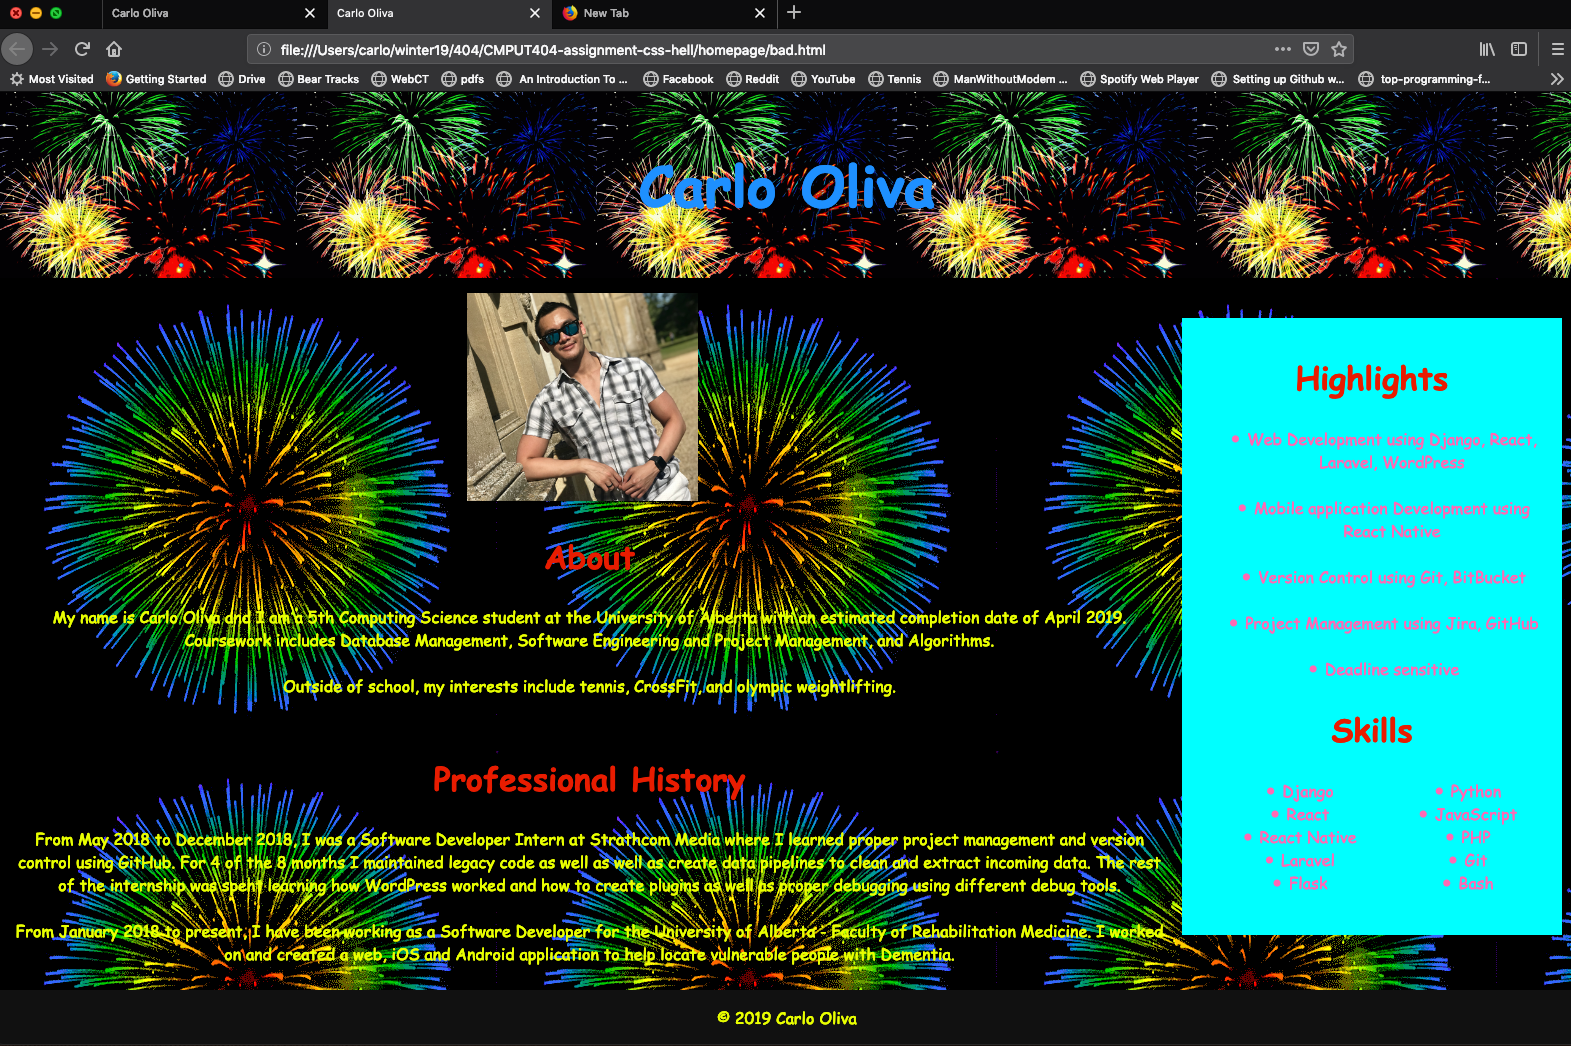 Carlo Oliva
Carlo Oliva
New Tab
file:///Users/carlo/winter19/404/CMPUT404-assignment-css-hell/homepage/bad.html
Most Visited Getting Started Drive Bear Tracks WebCT pdfs An Introduction To ... Facebook Reddit YouTube Tennis ManWithoutModem ... Spotify Web Player Setting up Github w... top-programming-f...
Carlo Oliva
About
My name is Carlo Oliva and I am a 5th Computing Science student at the University of Alberta with an estimated completion date of April 2019.
Coursework includes Database Management, Software Engineering and Project Management, and Algorithms.
Outside of school, my interests include tennis, CrossFit, and olympic weightlifting.
Professional History
From May 2018 to December 2018, I was a Software Developer Intern at Strathcom Media where I learned proper project management and version
control using GitHub. For 4 of the 8 months I maintained legacy code as well as well as create data pipelines to clean and extract incoming data. The rest
of the internship was spent learning how WordPress worked and how to create plugins as well as proper debugging using different debug tools.
From January 2018 to present, I have been working as a Software Developer for the University of Alberta - Faculty of Rehabilitation Medicine. I worked
on and created a web, iOS and Android application to help locate vulnerable people with Dementia.
Highlights
• Web Development using Django, React,
Laravel, WordPress
• Mobile application Development using
React Native
• Version Control using Git, BitBucket
• Project Management using Jira, GitHub
• Deadline sensitive
Skills
• Django
• React
• React Native
• Laravel
• Flask
• Python
• JavaScript
• PHP
• Git
• Bash
© 2019 Carlo Oliva